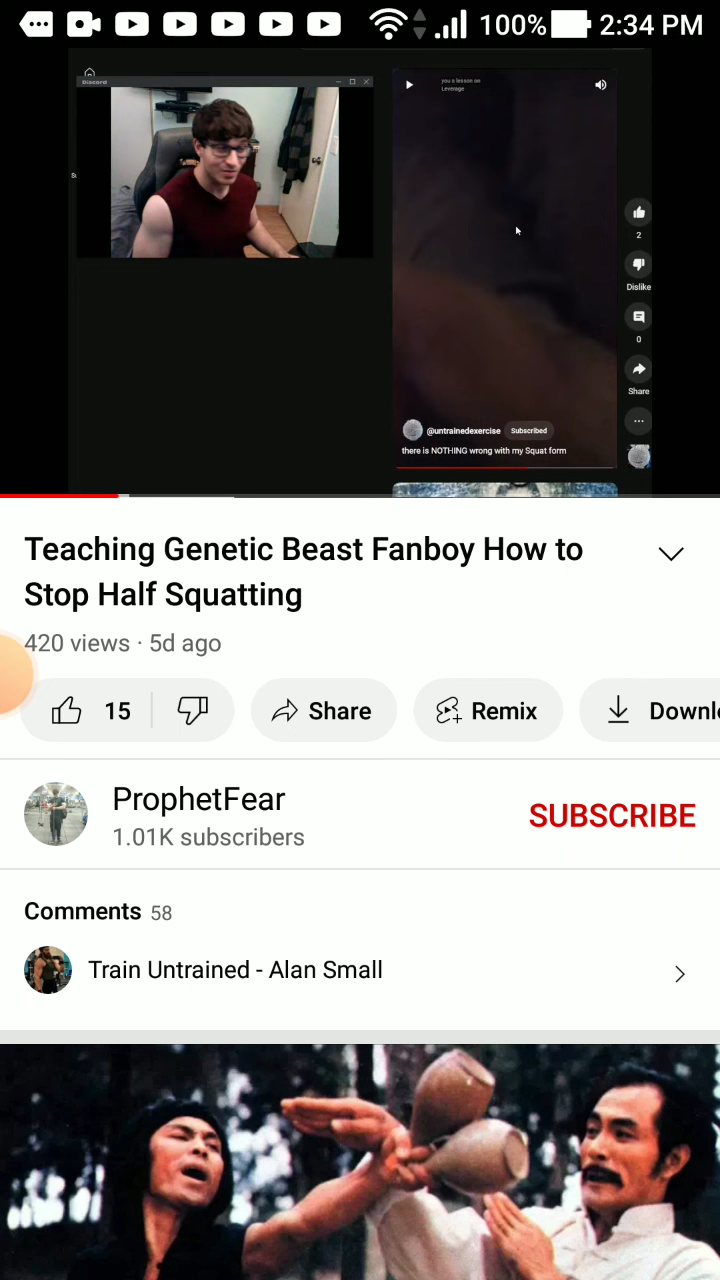 100% 2:34 PM
Discord
you a lesson on
Leverage
2
Dislike
0
Share
@untrainedexercise Subscribed
there is NOTHING wrong with my Squat form
Teaching Genetic Beast Fanboy How to
Stop Half Squatting
420 views · 5d ago
15 Share Remix Downl
ProphetFear
1.01K subscribers
SUBSCRIBE
Comments 58
Train Untrained - Alan Small